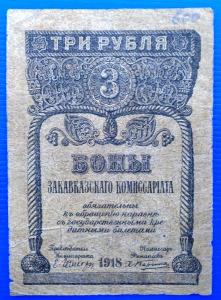 ТРИ РУБЛЯ
3
БОНЫ
ЗАКАВКАЗСКАГО КОМИССАРІАТА
обязательны
къ обращенію наравнѣ
съ государственными кре-
дитными билетами
1918